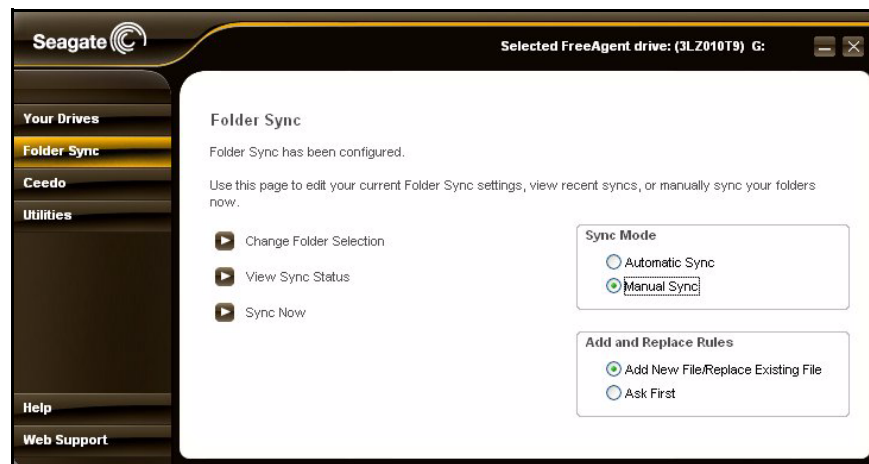 Seagate
Selected FreeAgent drive: (3LZ010T9) G:
Your Drives
Folder Sync
Ceedo
Utilities
Help
Web Support
Folder Sync
Folder Sync has been configured.
Use this page to edit your current Folder Sync settings, view recent syncs, or manually sync your folders
now.
Change Folder Selection
View Sync Status
Sync Now
Sync Mode
Automatic Sync
Manual Sync
Add and Replace Rules
Add New File/Replace Existing File
Ask First